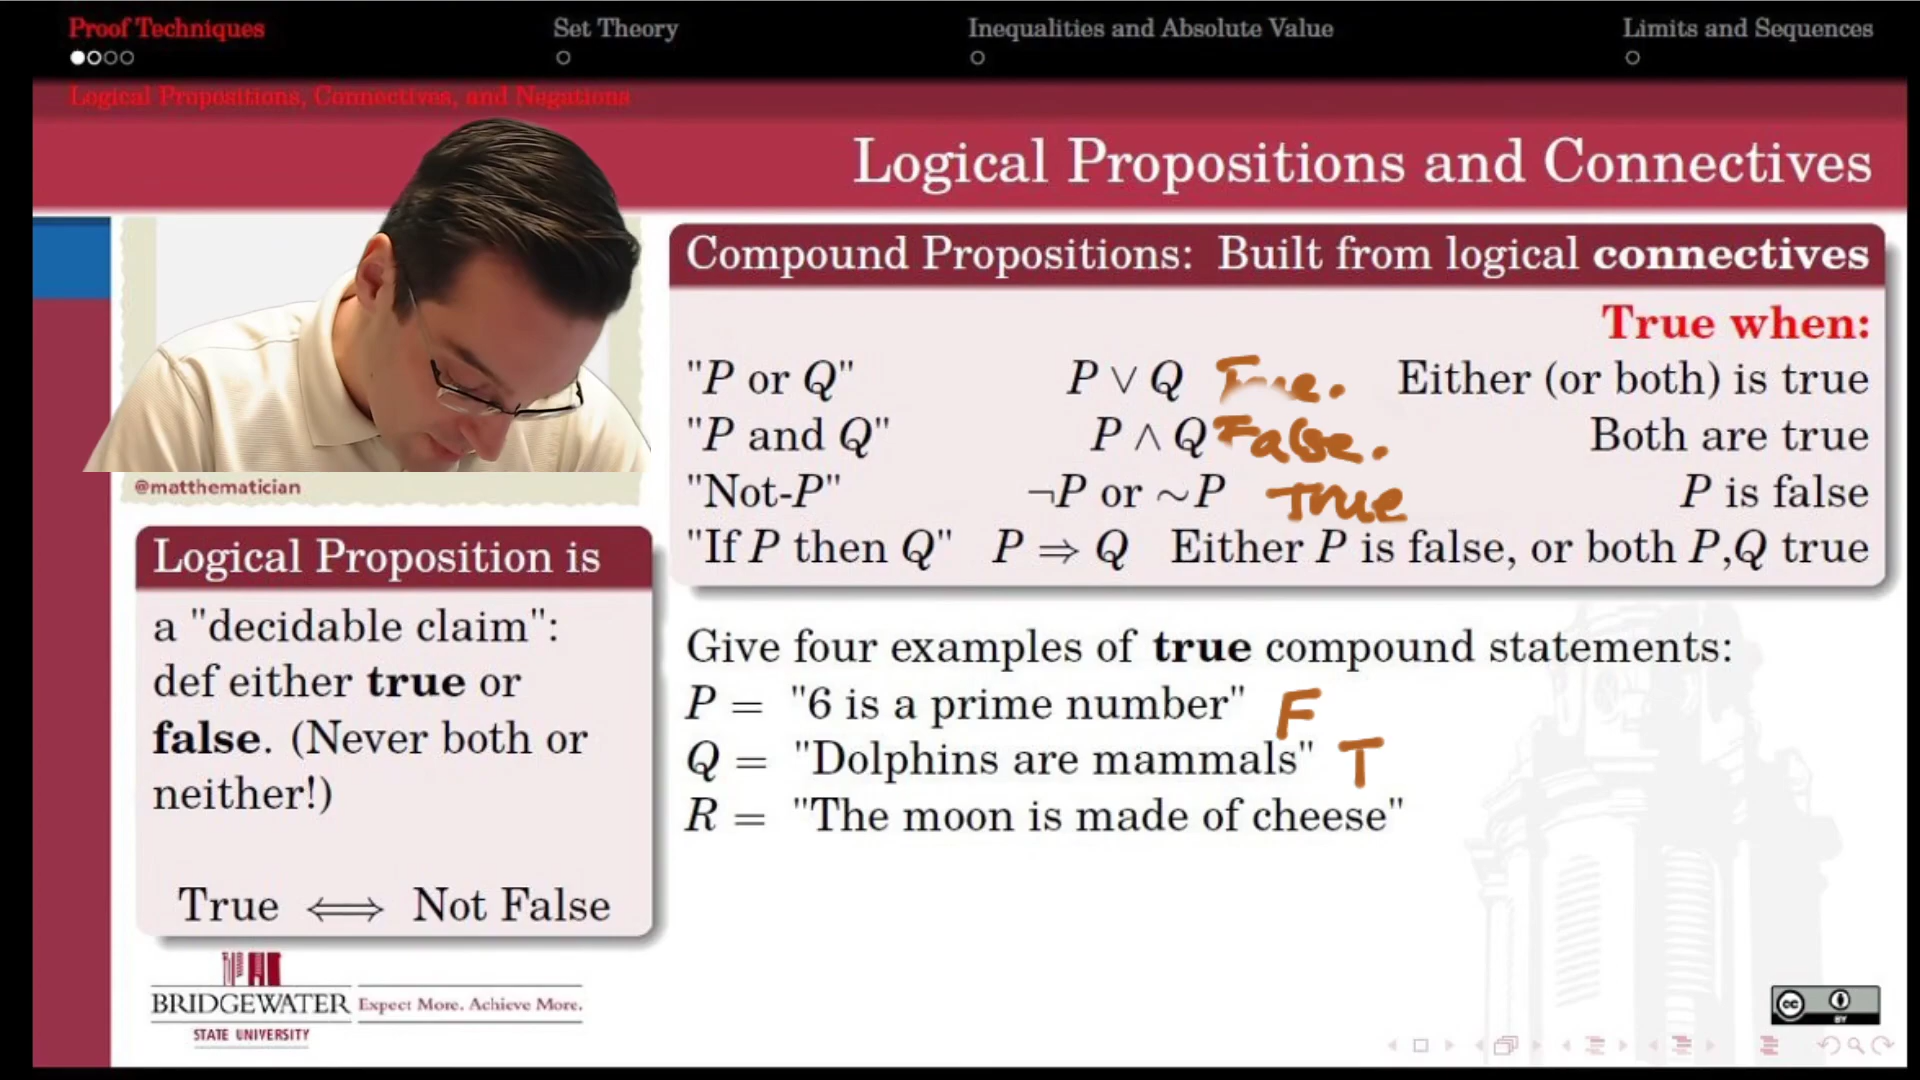 Proof Techniques
Set Theory
Inequalities and Absolute Value
Limits and Sequences
Logical Propositions, Connectives, and Negations
Logical Propositions and Connectives
@matthematician
Logical Proposition is
a "decidable claim":
def either true or
false. (Never both or
neither!)
True ⟺ Not False
BRIDGEWATER
STATE UNIVERSITY
Expect More. Achieve More.
Compound Propositions: Built from logical connectives
True when:
"P or Q" P ∨ Q True. Either (or both) is true
"P and Q" P ∧ Q False. Both are true
"Not-P" ¬P or ∼P True P is false
"If P then Q" P ⇒ Q Either P is false, or both P,Q true
Give four examples of true compound statements:
P = "6 is a prime number" F
Q = "Dolphins are mammals" T
R = "The moon is made of cheese"
cc
BY